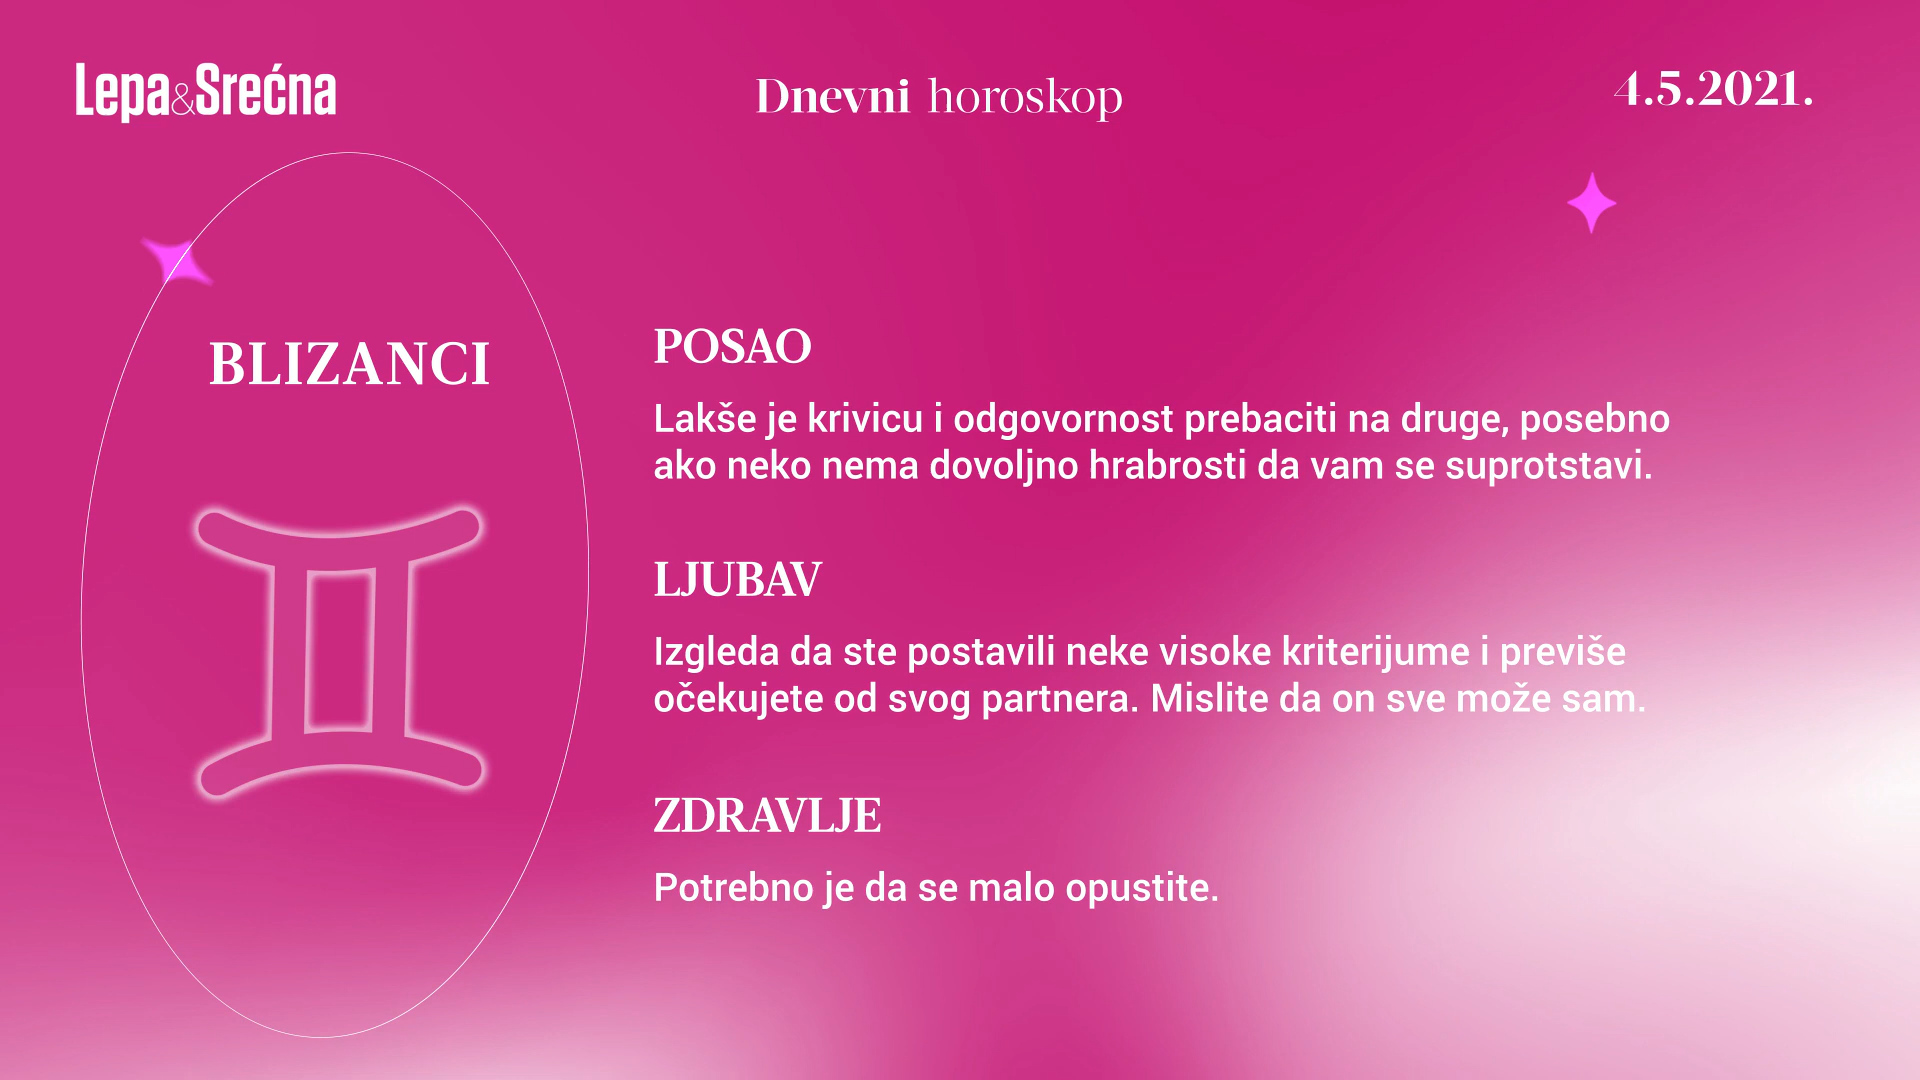 Lepa&Srećna
Dnevni horoskop
4.5.2021.
BLIZANCI
POSAO
Lakše je krivicu i odgovornost prebaciti na druge, posebno
ako neko nema dovoljno hrabrosti da vam se suprotstavi.
LJUBAV
Izgleda da ste postavili neke visoke kriterijume i previše
očekujete od svog partnera. Mislite da on sve može sam.
ZDRAVLJE
Potrebno je da se malo opustite.